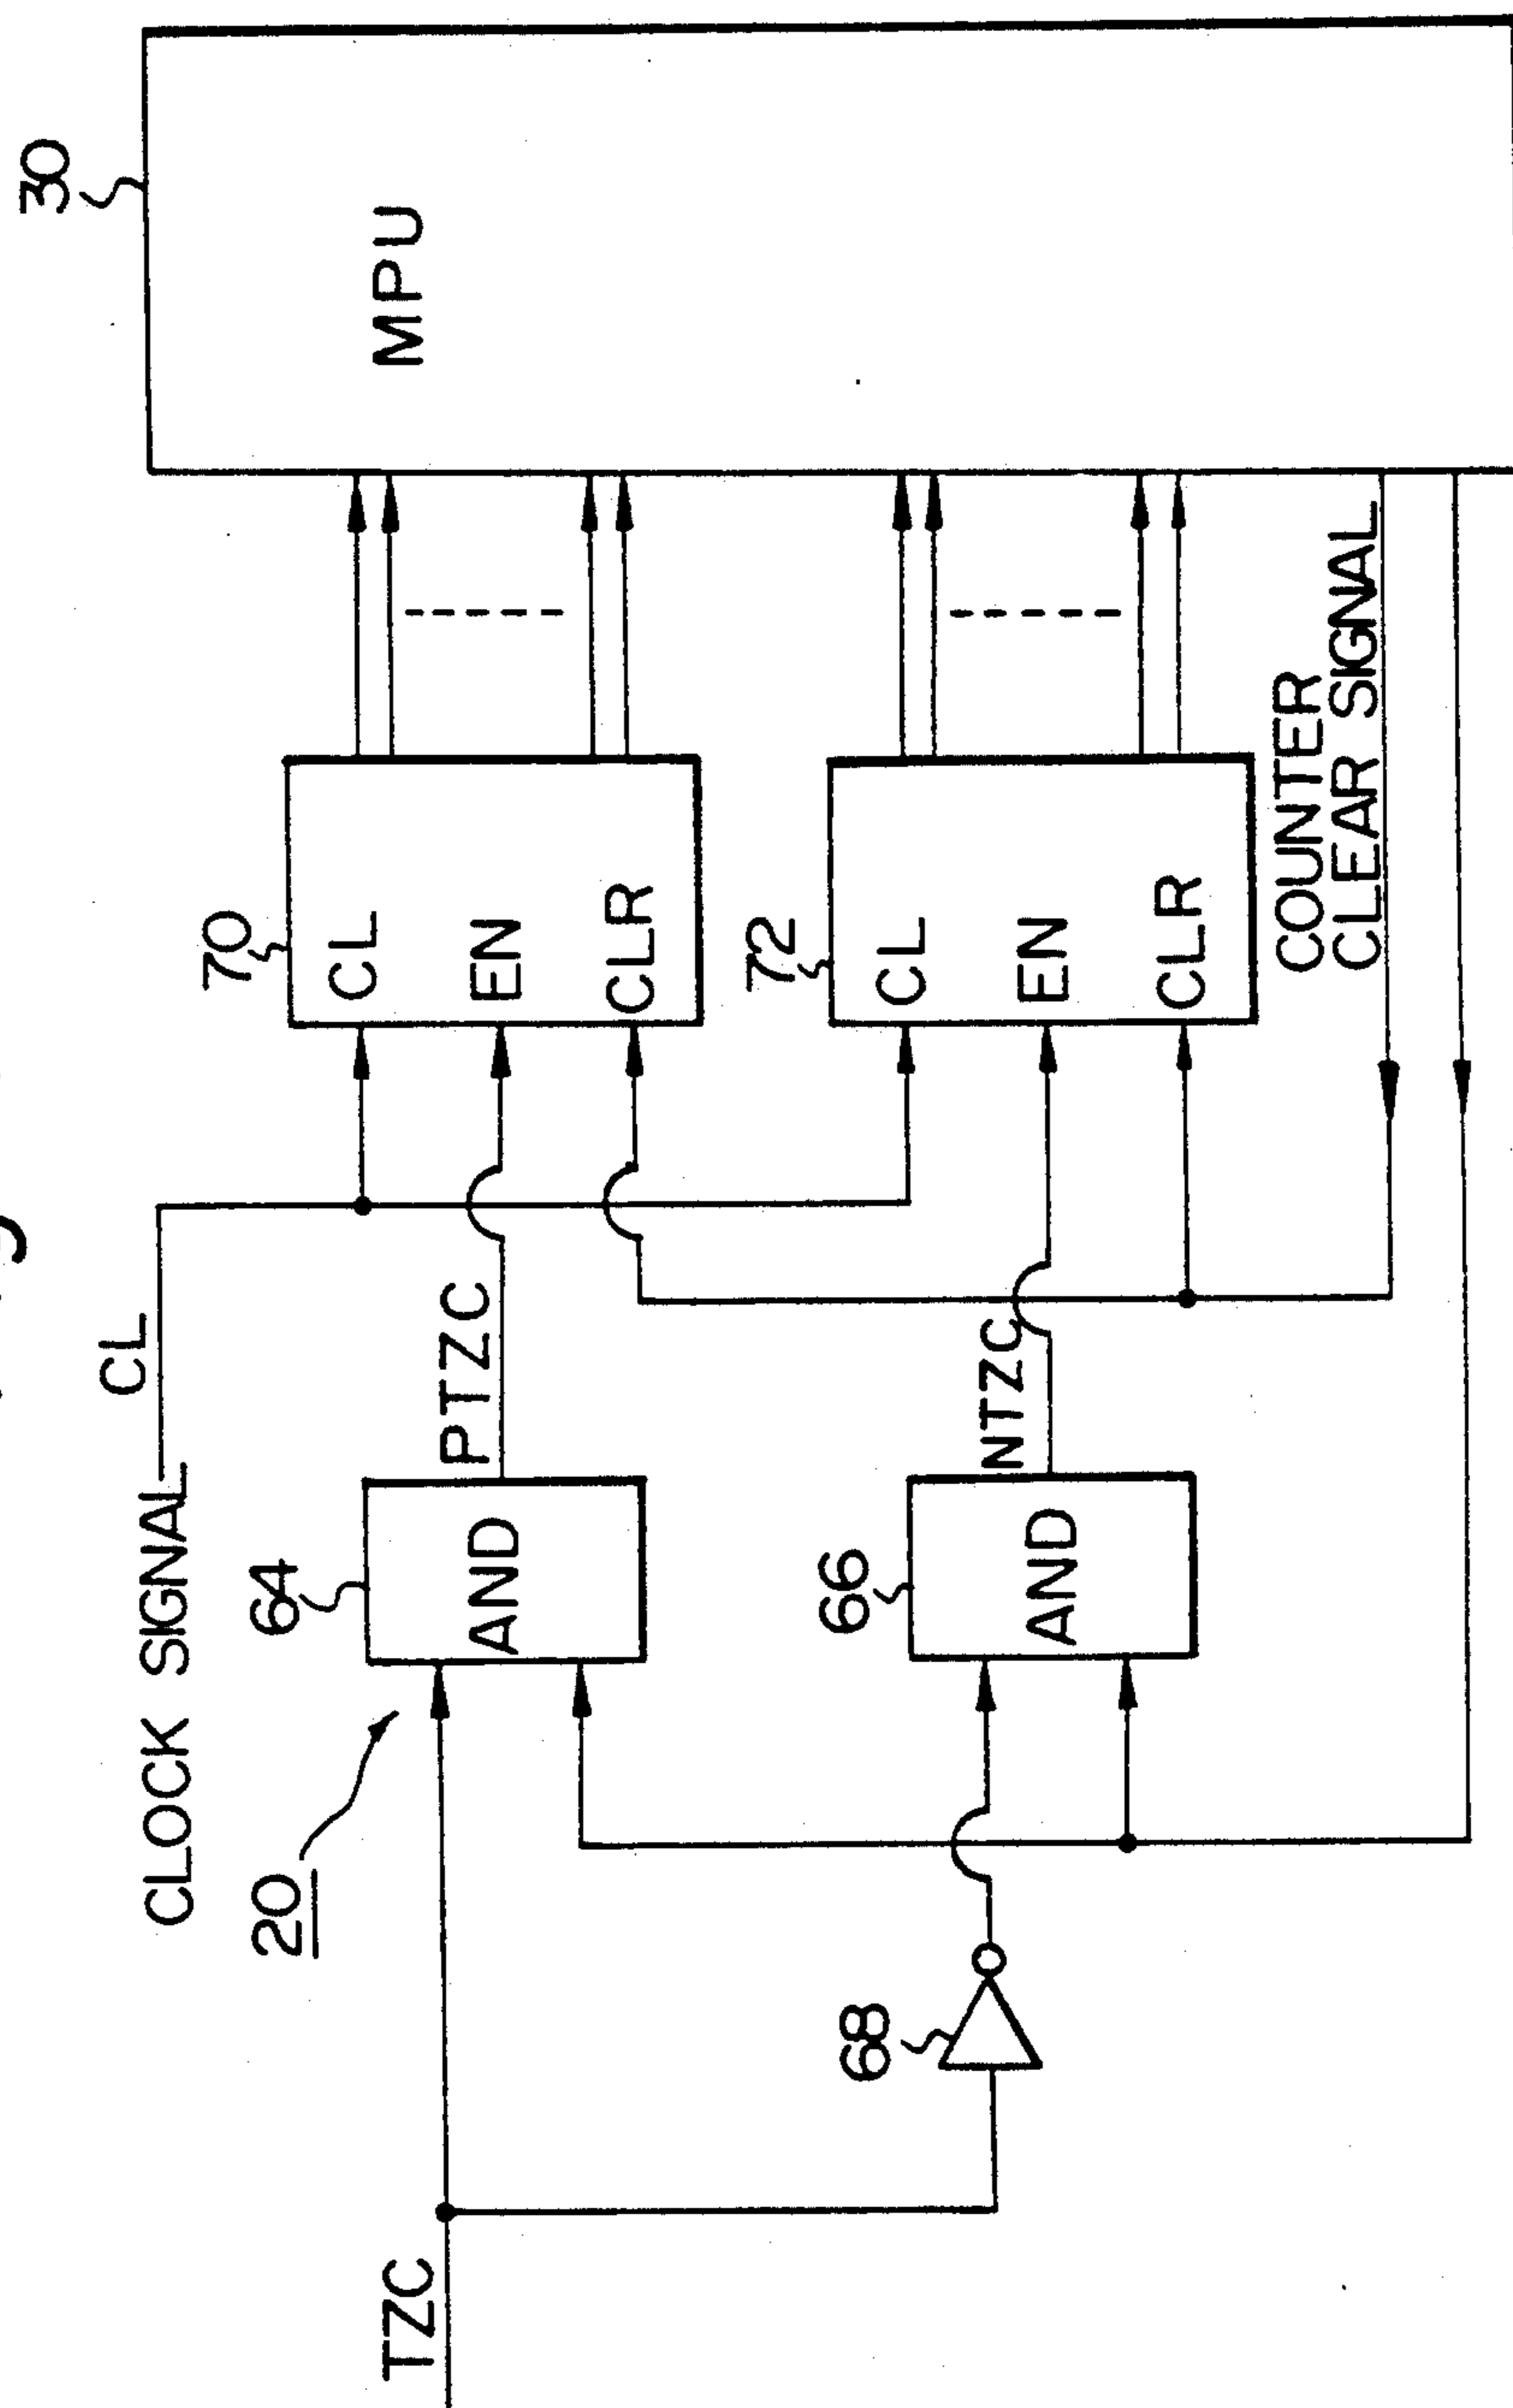 30
MPU
CLOCK SIGNAL
CL
20
64
AND
PTZC
70
CL
EN
CLR
TZC
68
66
AND
NTZC
72
CL
EN
CLR
COUNTER
CLEAR SIGNAL